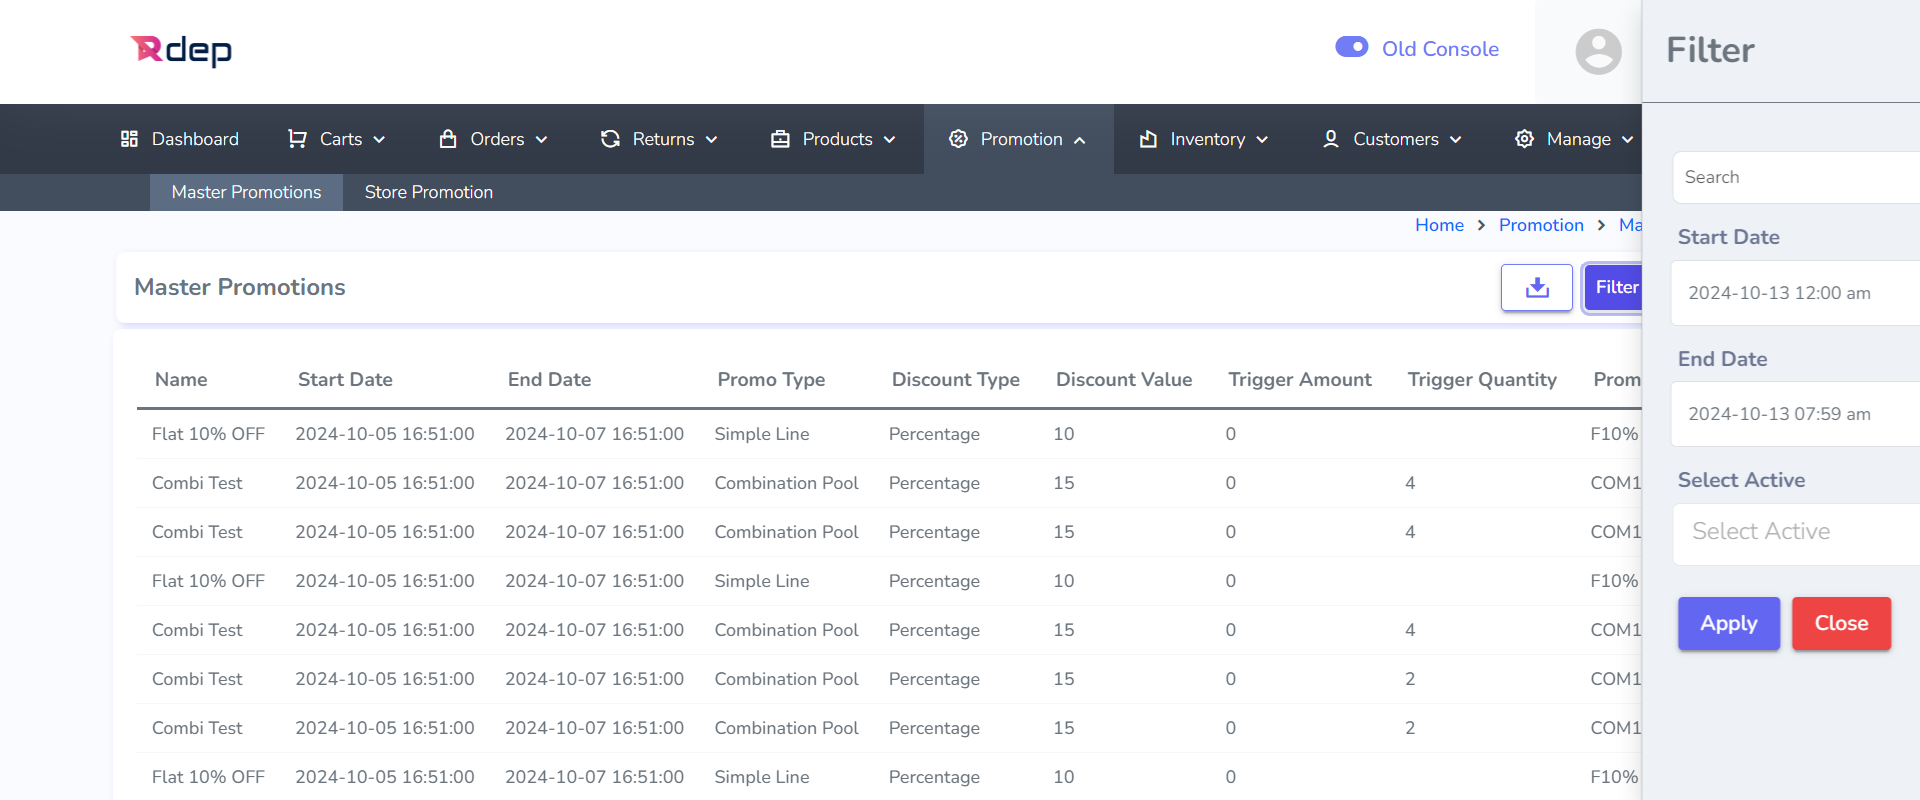 Rdep
Old Console
Dashboard Carts Orders Returns Products Promotion Inventory Customers Manage
Master Promotions Store Promotion
Home > Promotion > Ma
Master Promotions
Filter
Name Start Date End Date Promo Type Discount Type Discount Value Trigger Amount Trigger Quantity Prom
Flat 10% OFF 2024-10-05 16:51:00 2024-10-07 16:51:00 Simple Line Percentage 10 0 F10%
Combi Test 2024-10-05 16:51:00 2024-10-07 16:51:00 Combination Pool Percentage 15 0 4 COM1
Combi Test 2024-10-05 16:51:00 2024-10-07 16:51:00 Combination Pool Percentage 15 0 4 COM1
Flat 10% OFF 2024-10-05 16:51:00 2024-10-07 16:51:00 Simple Line Percentage 10 0 F10%
Combi Test 2024-10-05 16:51:00 2024-10-07 16:51:00 Combination Pool Percentage 15 0 4 COM1
Combi Test 2024-10-05 16:51:00 2024-10-07 16:51:00 Combination Pool Percentage 15 0 2 COM1
Combi Test 2024-10-05 16:51:00 2024-10-07 16:51:00 Combination Pool Percentage 15 0 2 COM1
Flat 10% OFF 2024-10-05 16:51:00 2024-10-07 16:51:00 Simple Line Percentage 10 0 F10%
Filter
Search
Start Date
2024-10-13 12:00 am
End Date
2024-10-13 07:59 am
Select Active
Select Active
Apply Close